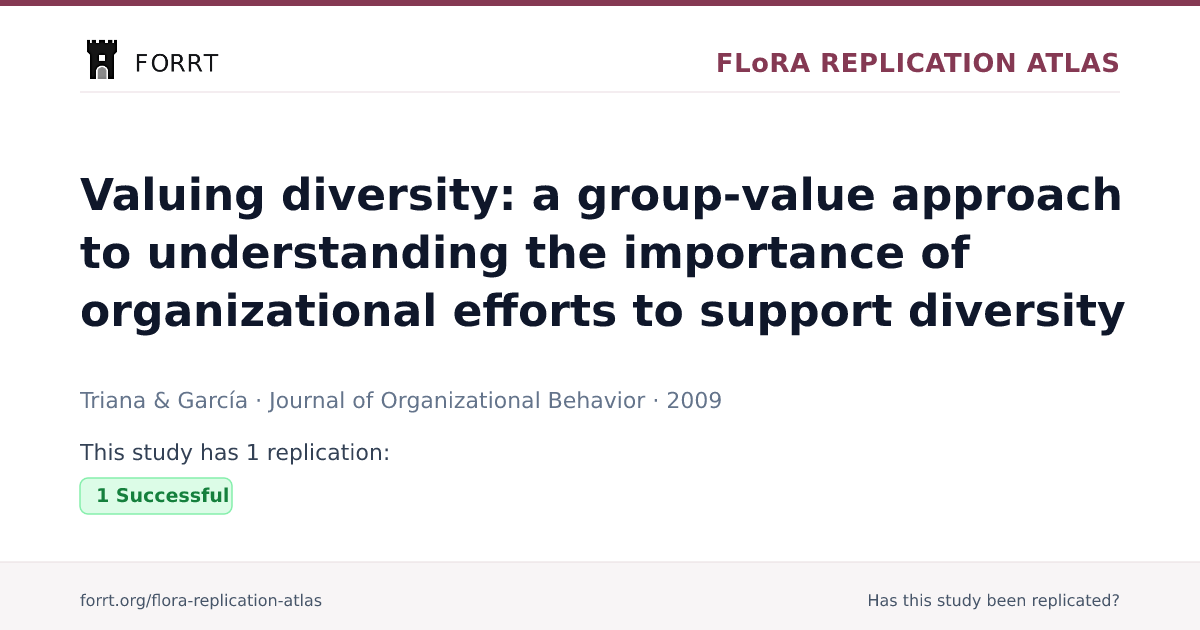 FORRT
FLoRA REPLICATION ATLAS
Valuing diversity: a group-value approach
to understanding the importance of
organizational efforts to support diversity
Triana & García · Journal of Organizational Behavior · 2009
This study has 1 replication:
1 Successful
forrt.org/flora-replication-atlas
Has this study been replicated?